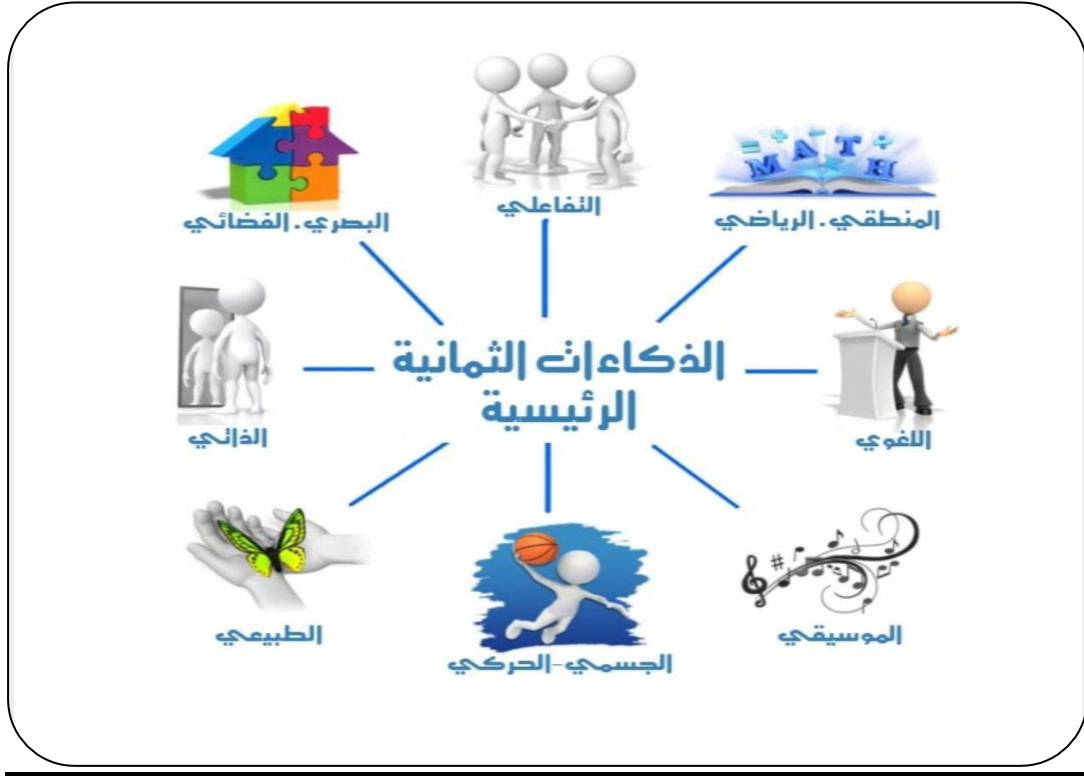 التفاعلي
المنطقي . الرياضي
MATH
البصري . الفضائي
الذكاءات الثمانية
الرئيسية
اللغوي
الذاتي
الموسيقي
الجسمي-الحركي
الطبيعي